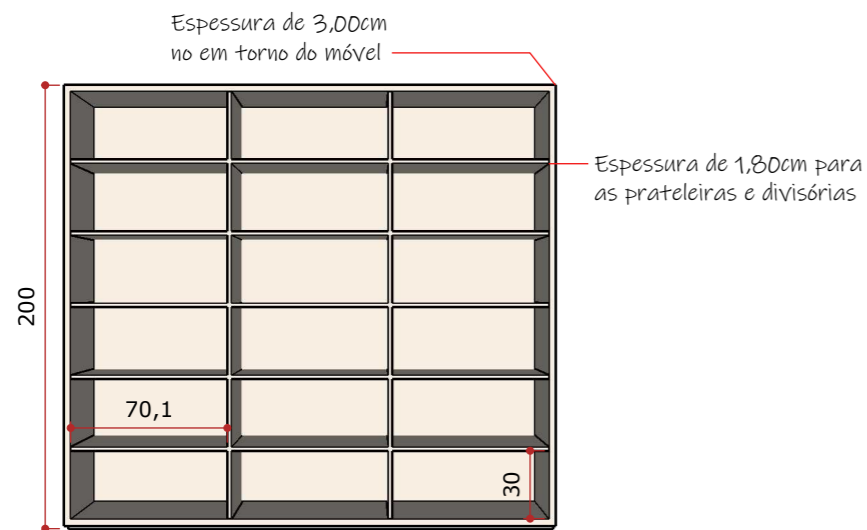 Espessura de 3,00cm
no em torno do móvel
Espessura de 1,80cm para
as prateleiras e divisórias
200
70,1
30